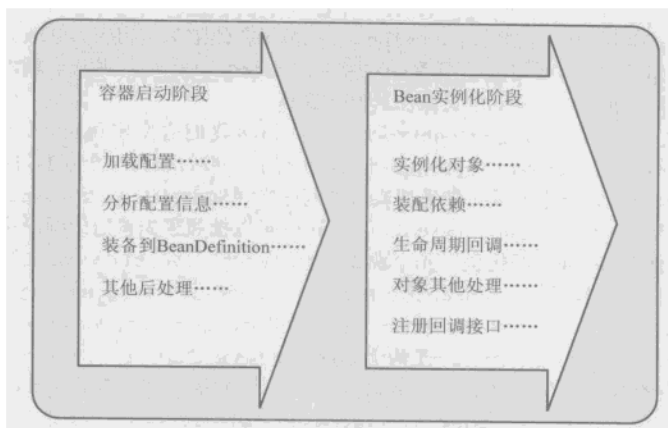 容器启动阶段
加载配置……
分析配置信息……
装备到BeanDefinition……
其他后处理……
Bean实例化阶段
实例化对象……
装配依赖……
生命周期回调……
对象其他处理……
注册回调接口……